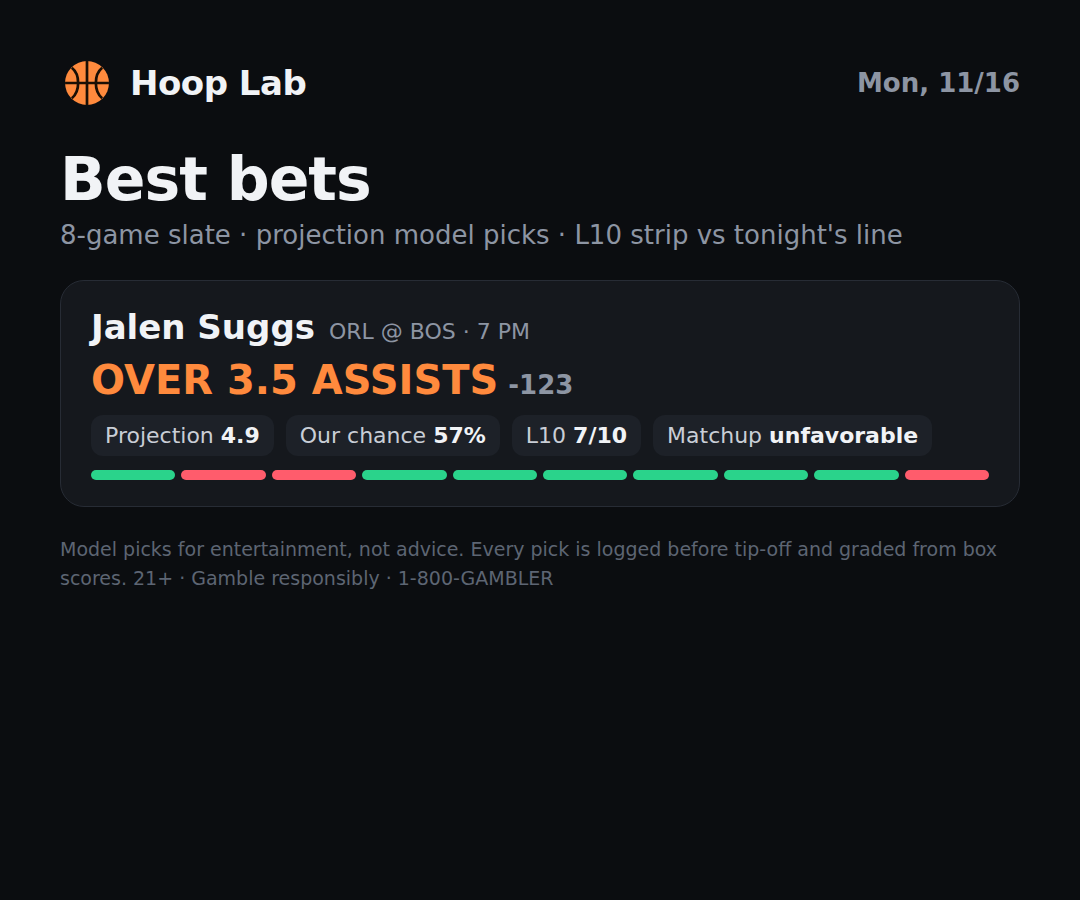 Hoop Lab
Mon, 11/16
Best bets
8-game slate · projection model picks · L10 strip vs tonight's line
Jalen Suggs ORL @ BOS · 7 PM
OVER 3.5 ASSISTS -123
Projection 4.9 Our chance 57% L10 7/10 Matchup unfavorable
Model picks for entertainment, not advice. Every pick is logged before tip-off and graded from box
scores. 21+ · Gamble responsibly · 1-800-GAMBLER